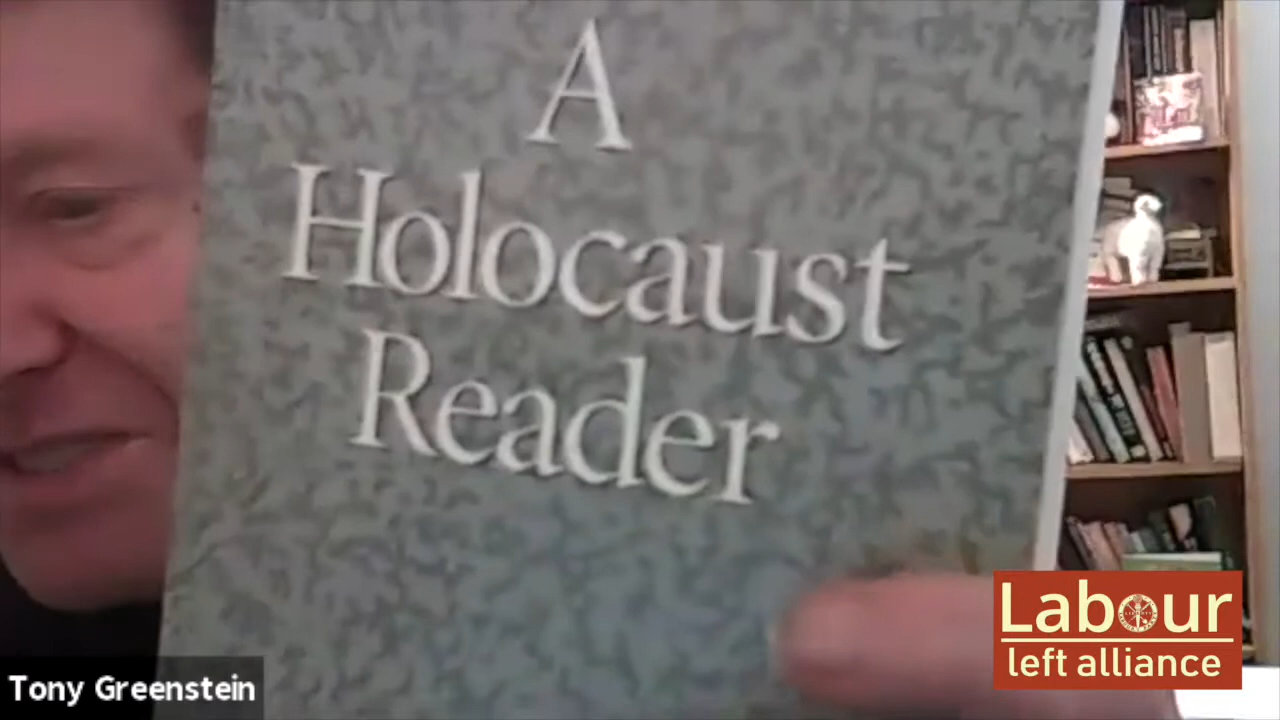 A
Holocaust
Reader
Tony Greenstein
Labour
left alliance